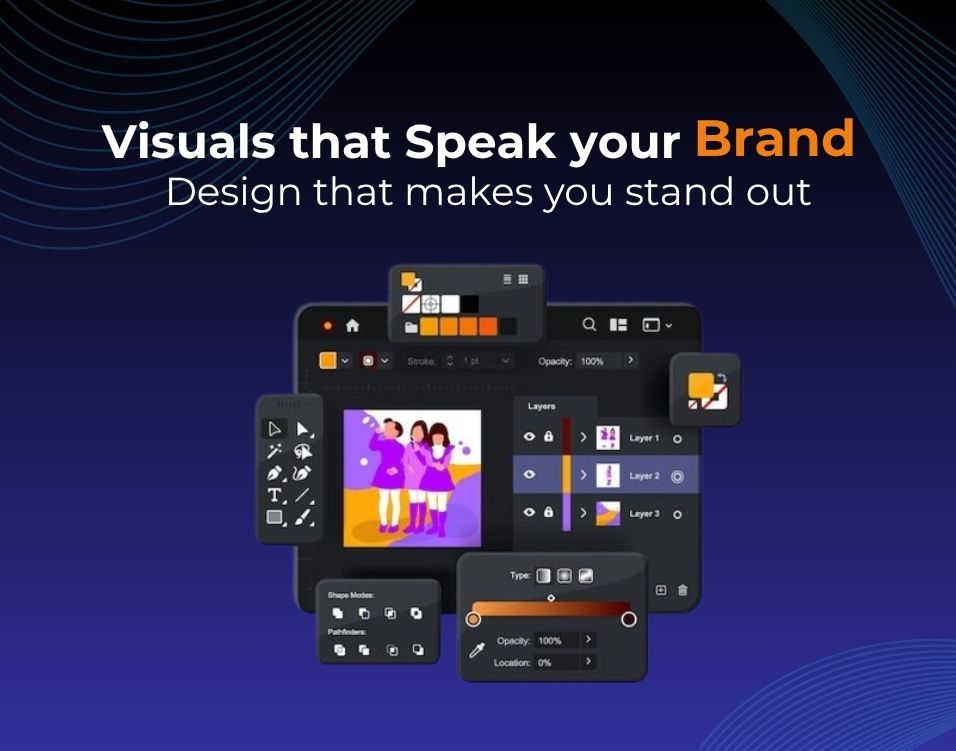 Visuals that Speak your Brand
Design that makes you stand out
Stroke: 1 pt
Opacity: 100%
Layers
Layer 1
Layer 2
Layer 3
T
Type:
Shape Modes:
Pathfinders:
Opacity: 100%
Location: 0%